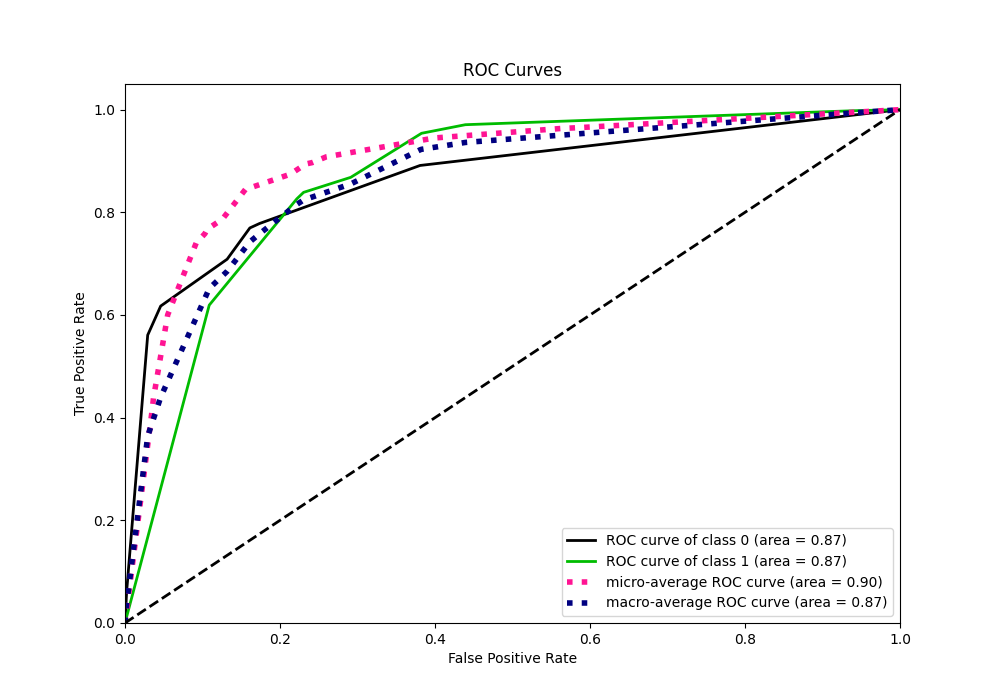 ROC Curves
True Positive Rate
1.0
0.8
0.6
0.4
0.2
0.0
0.0 0.2 0.4 0.6 0.8 1.0
False Positive Rate
ROC curve of class 0 (area = 0.87)
ROC curve of class 1 (area = 0.87)
micro-average ROC curve (area = 0.90)
macro-average ROC curve (area = 0.87)